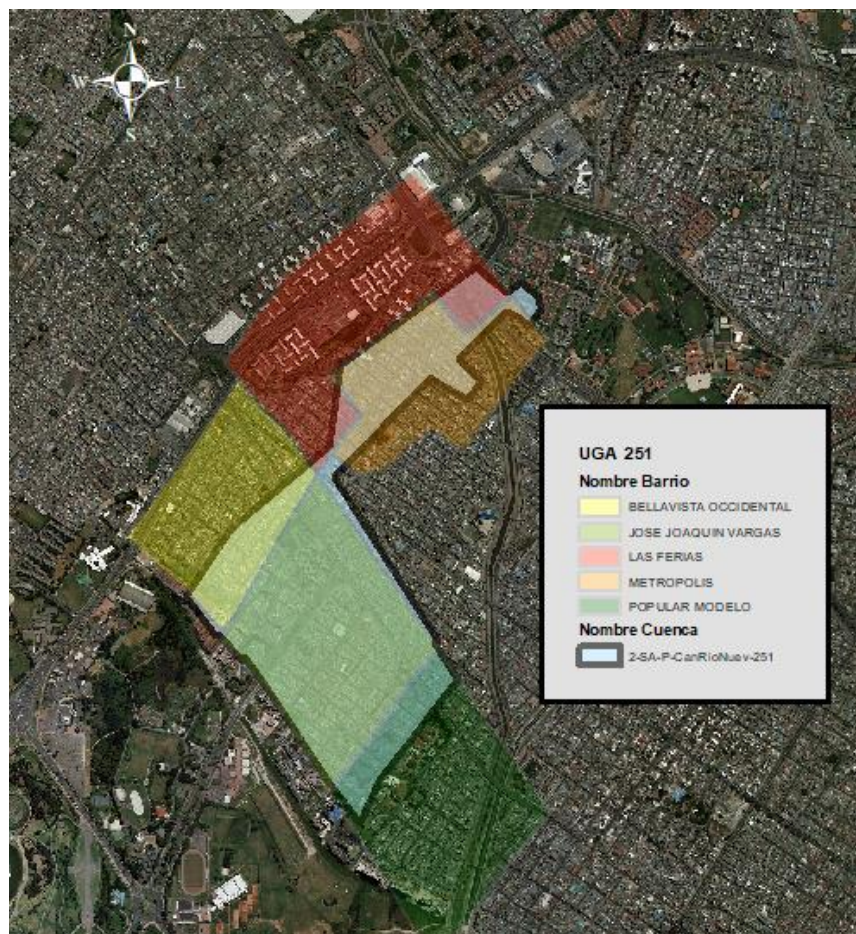 N
W L
S
UGA 251
Nombre Barrio
BELLAVISTA OCCIDENTAL
JOSE JOAQUIN VARGAS
LAS FERIAS
METROPOLIS
POPULAR MODELO
Nombre Cuenca
2-SA-P-CanRioNuev-251